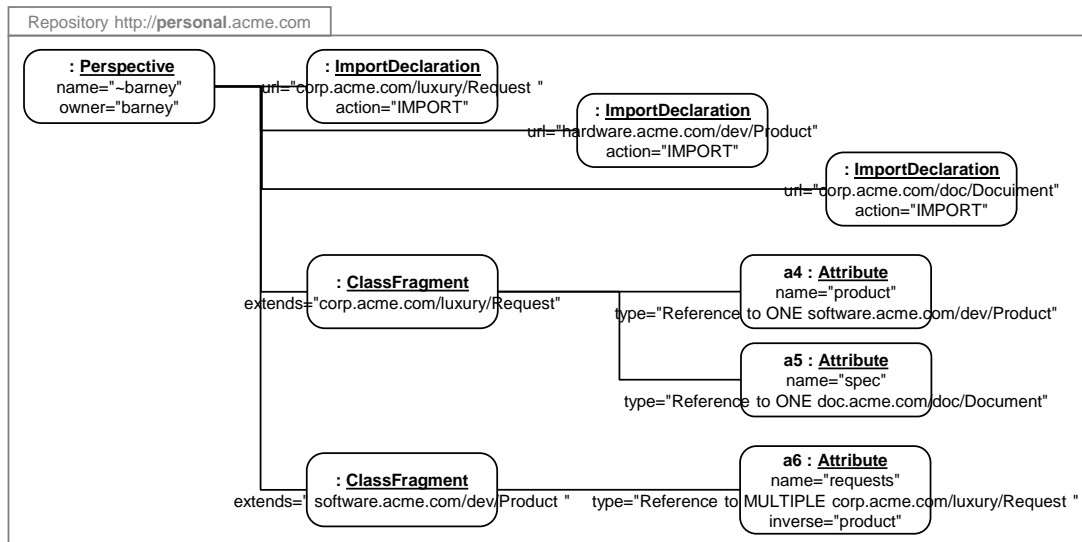 Repository http://personal.acme.com
: Perspective
name="~barney"
owner="barney"
: ImportDeclaration
url="corp.acme.com/luxury/Request "
action="IMPORT"
: ImportDeclaration
url="hardware.acme.com/dev/Product"
action="IMPORT"
: ImportDeclaration
url="corp.acme.com/doc/Docuiment"
action="IMPORT"
: ClassFragment
extends="corp.acme.com/luxury/Request"
a4 : Attribute
name="product"
type="Reference to ONE software.acme.com/dev/Product"
a5 : Attribute
name="spec"
type="Reference to ONE doc.acme.com/doc/Document"
: ClassFragment
extends=" software.acme.com/dev/Product "
a6 : Attribute
name="requests"
type="Reference to MULTIPLE corp.acme.com/luxury/Request "
inverse="product"